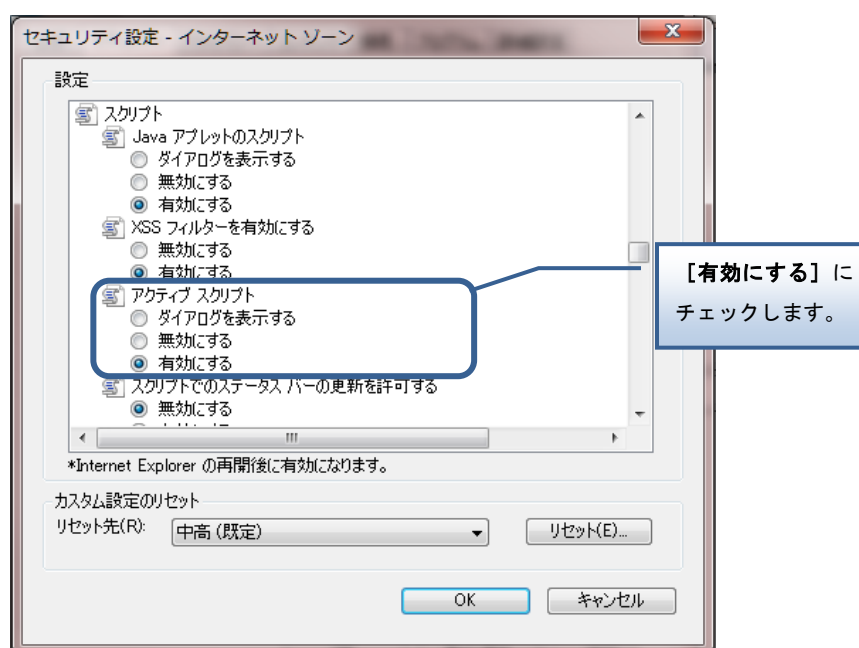 セキュリティ設定 - インターネット ゾーン
設定
スクリプト
Java アプレットのスクリプト
ダイアログを表示する
無効にする
有効にする
XSS フィルターを有効にする
無効にする
有効にする
アクティブ スクリプト
ダイアログを表示する
無効にする
有効にする
スクリプトでのステータス バーの更新を許可する
無効にする
*Internet Explorer の再開後に有効になります。
カスタム設定のリセット
リセット先(R):
中高 (既定)
リセット(E)...
OK
キャンセル
［有効にする］に
チェックします。